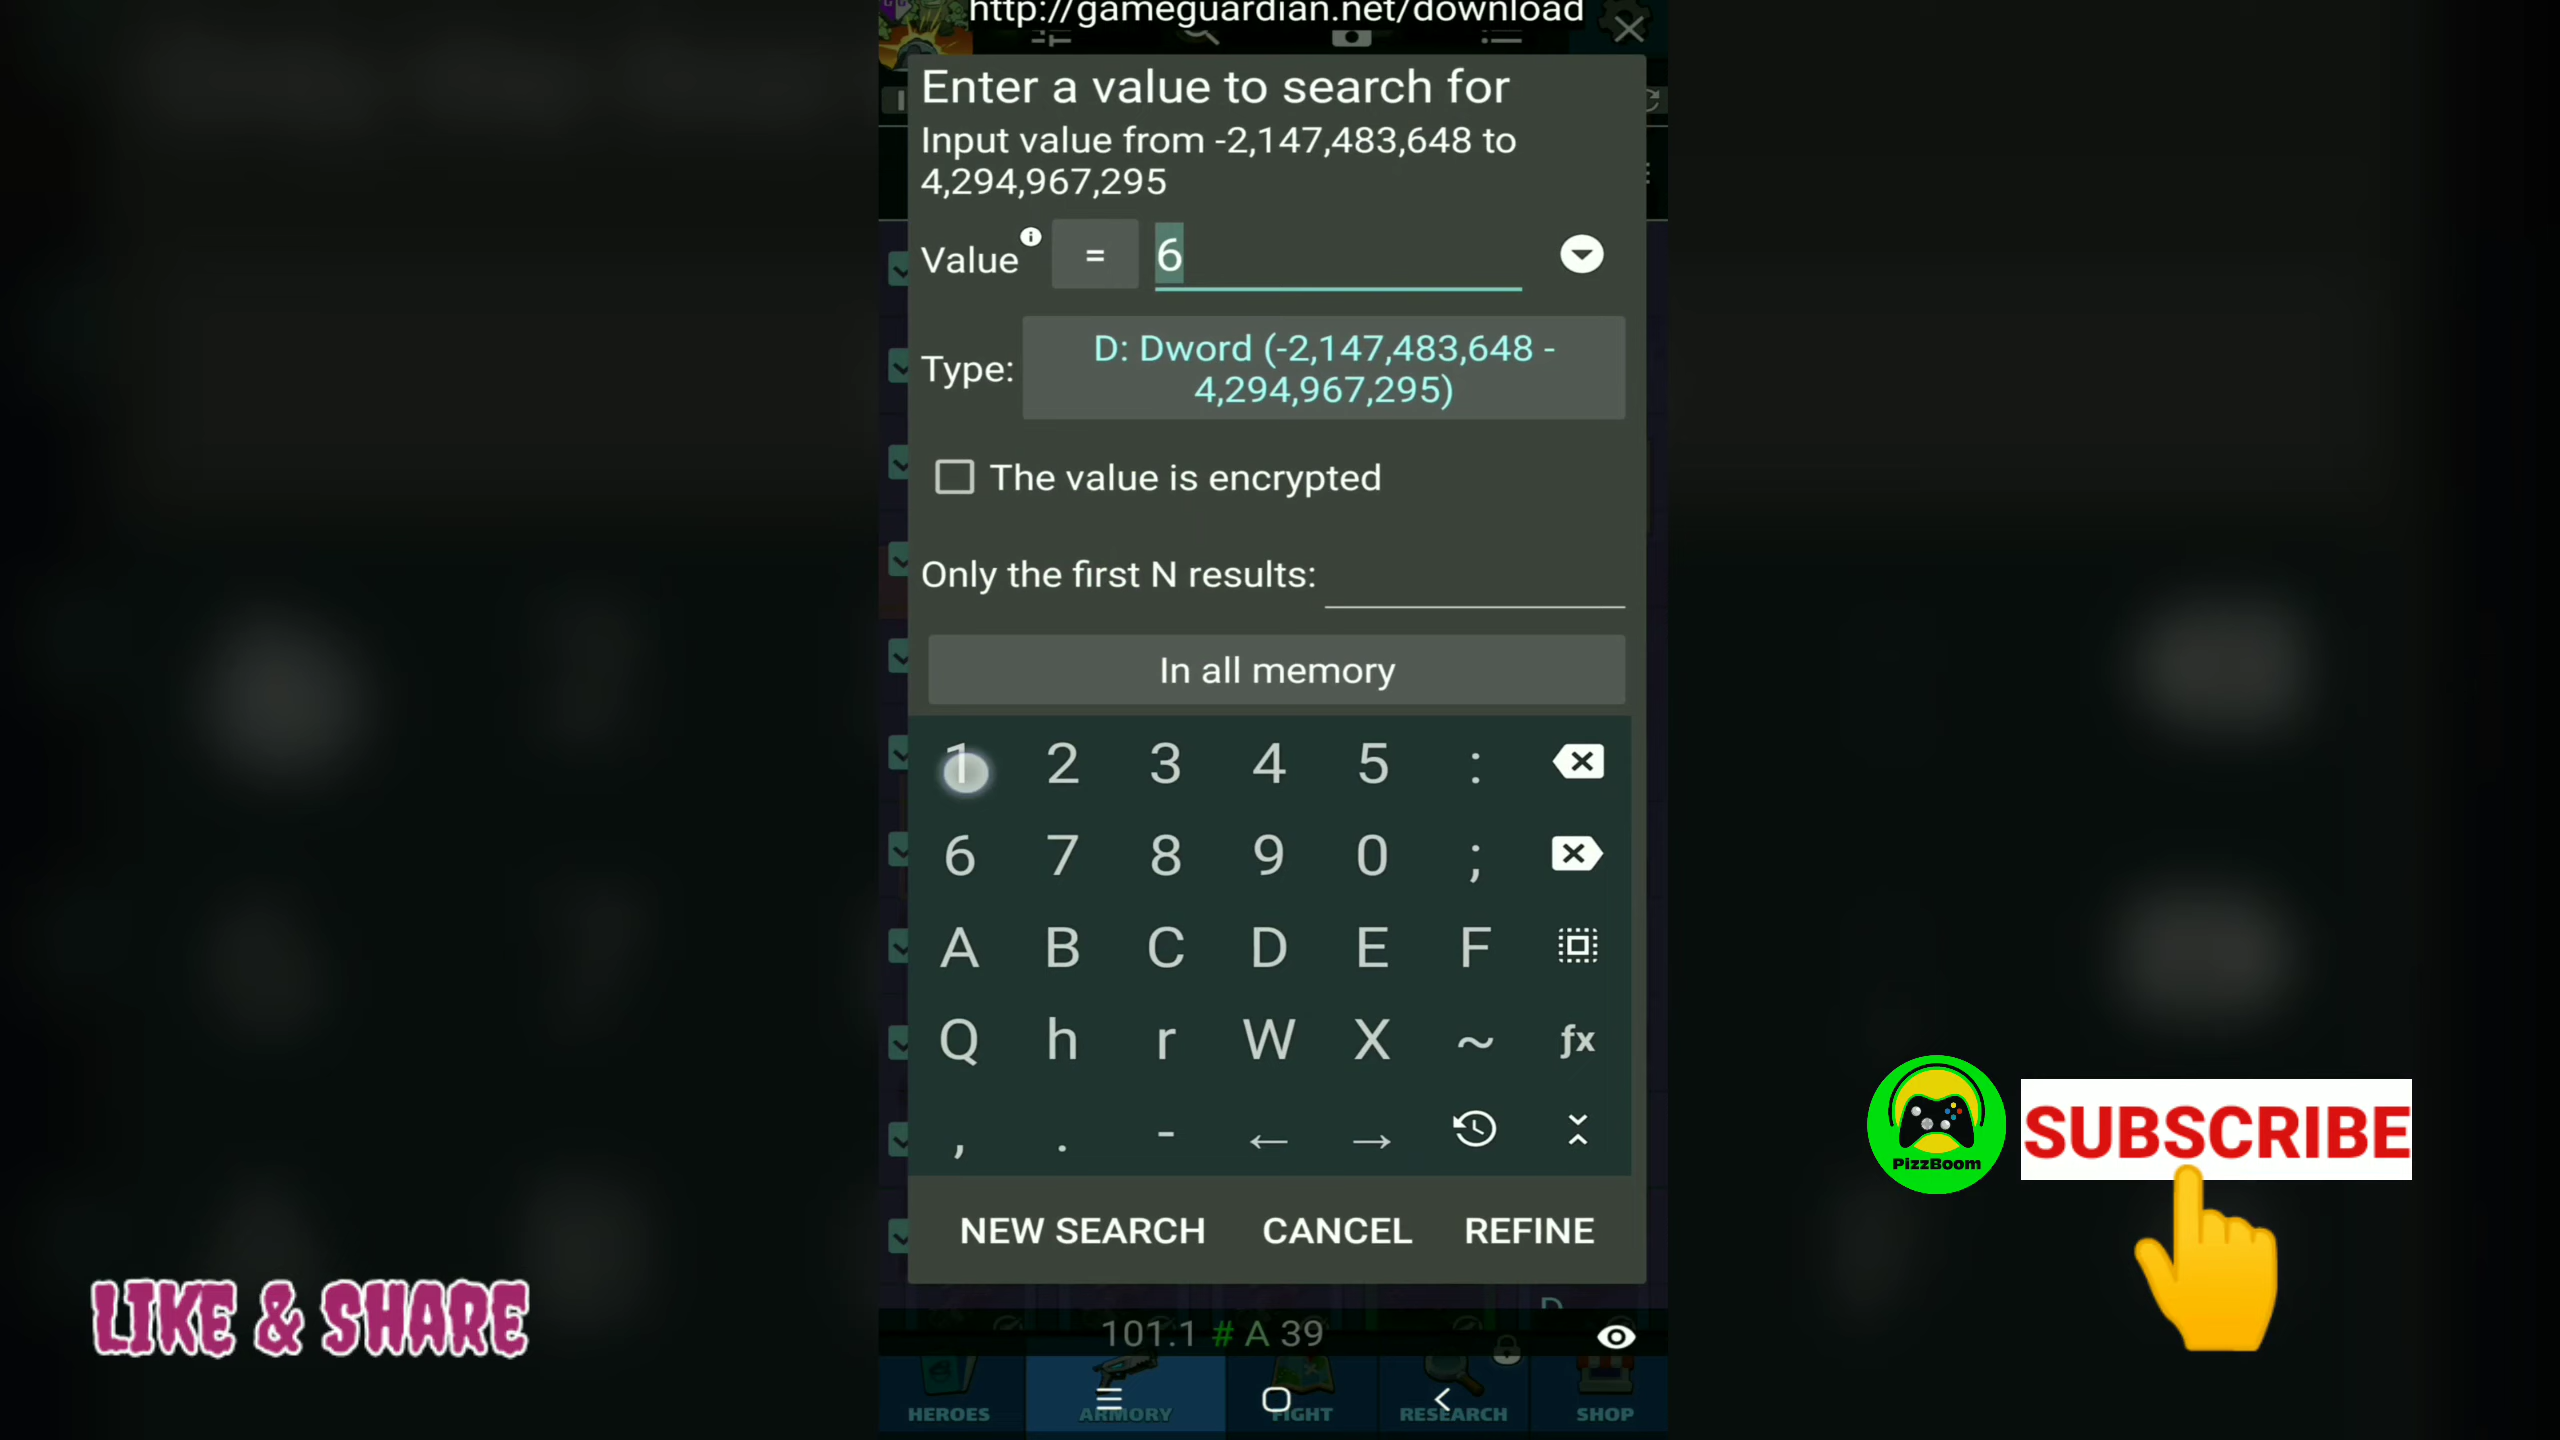 http://gameguardian.net/download
Enter a value to search for
Input value from -2,147,483,648 to
4,294,967,295
Value = 6
Type: D: Dword (-2,147,483,648 -
4,294,967,295)
The value is encrypted
Only the first N results:
In all memory
1 2 3 4 5 :
6 7 8 9 0 ;
A B C D E F
Q h r W X ~ ƒx
, . - ← →
NEW SEARCH CANCEL REFINE
101.1 # A 39
HEROES ARMORY FIGHT RESEARCH SHOP
LIKE & SHARE
PizzBoom
SUBSCRIBE